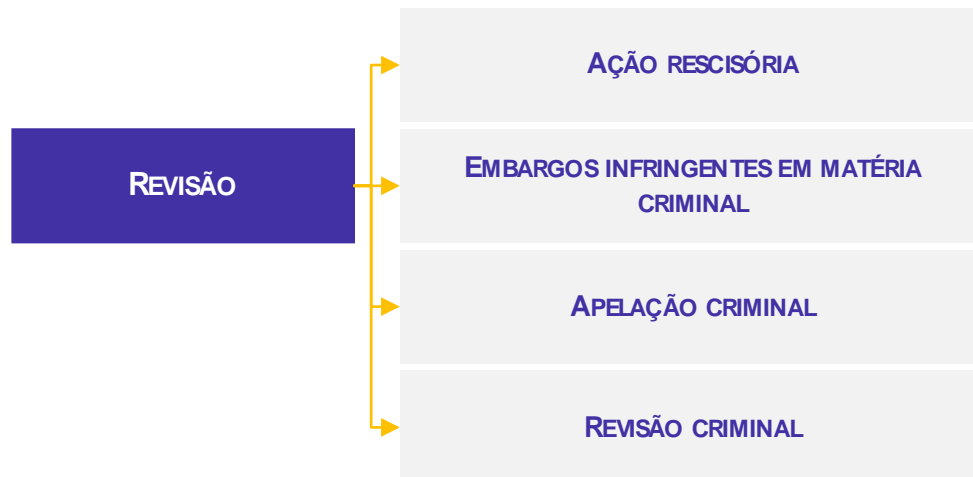 REVISÃO
AÇÃO RESCISÓRIA
EMBARGOS INFRINGENTES EM MATÉRIA
CRIMINAL
APELAÇÃO CRIMINAL
REVISÃO CRIMINAL